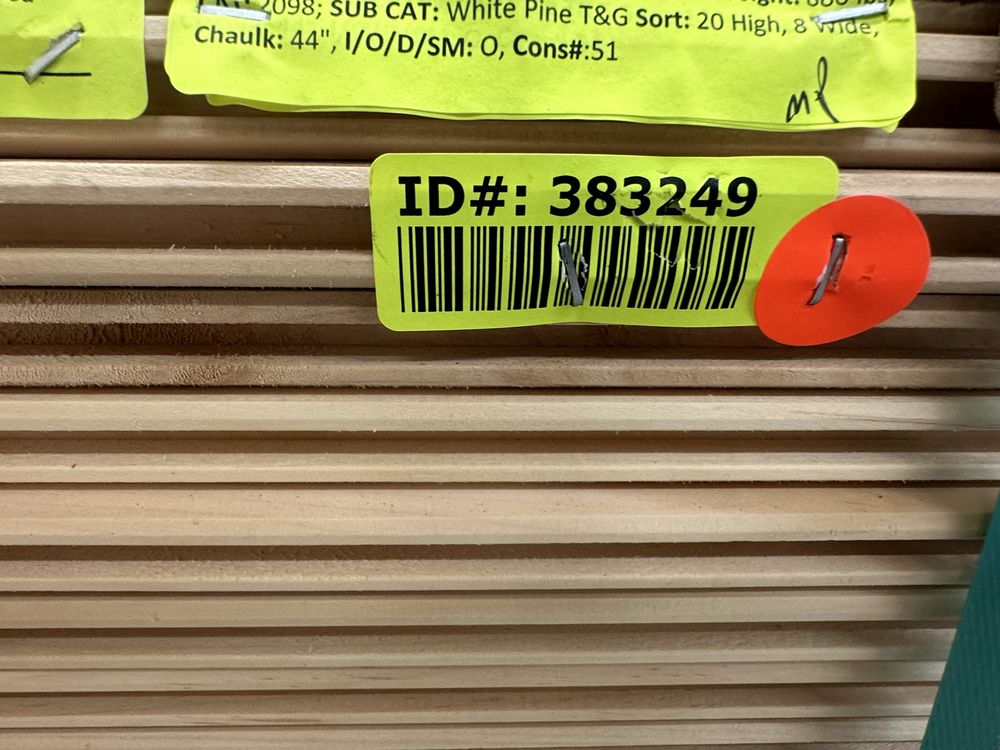 2098; SUB CAT: White Pine T&G Sort: 20 High, 8 Wide,
Chaulk: 44", I/O/D/SM: O, Cons#:51
ID#: 383249